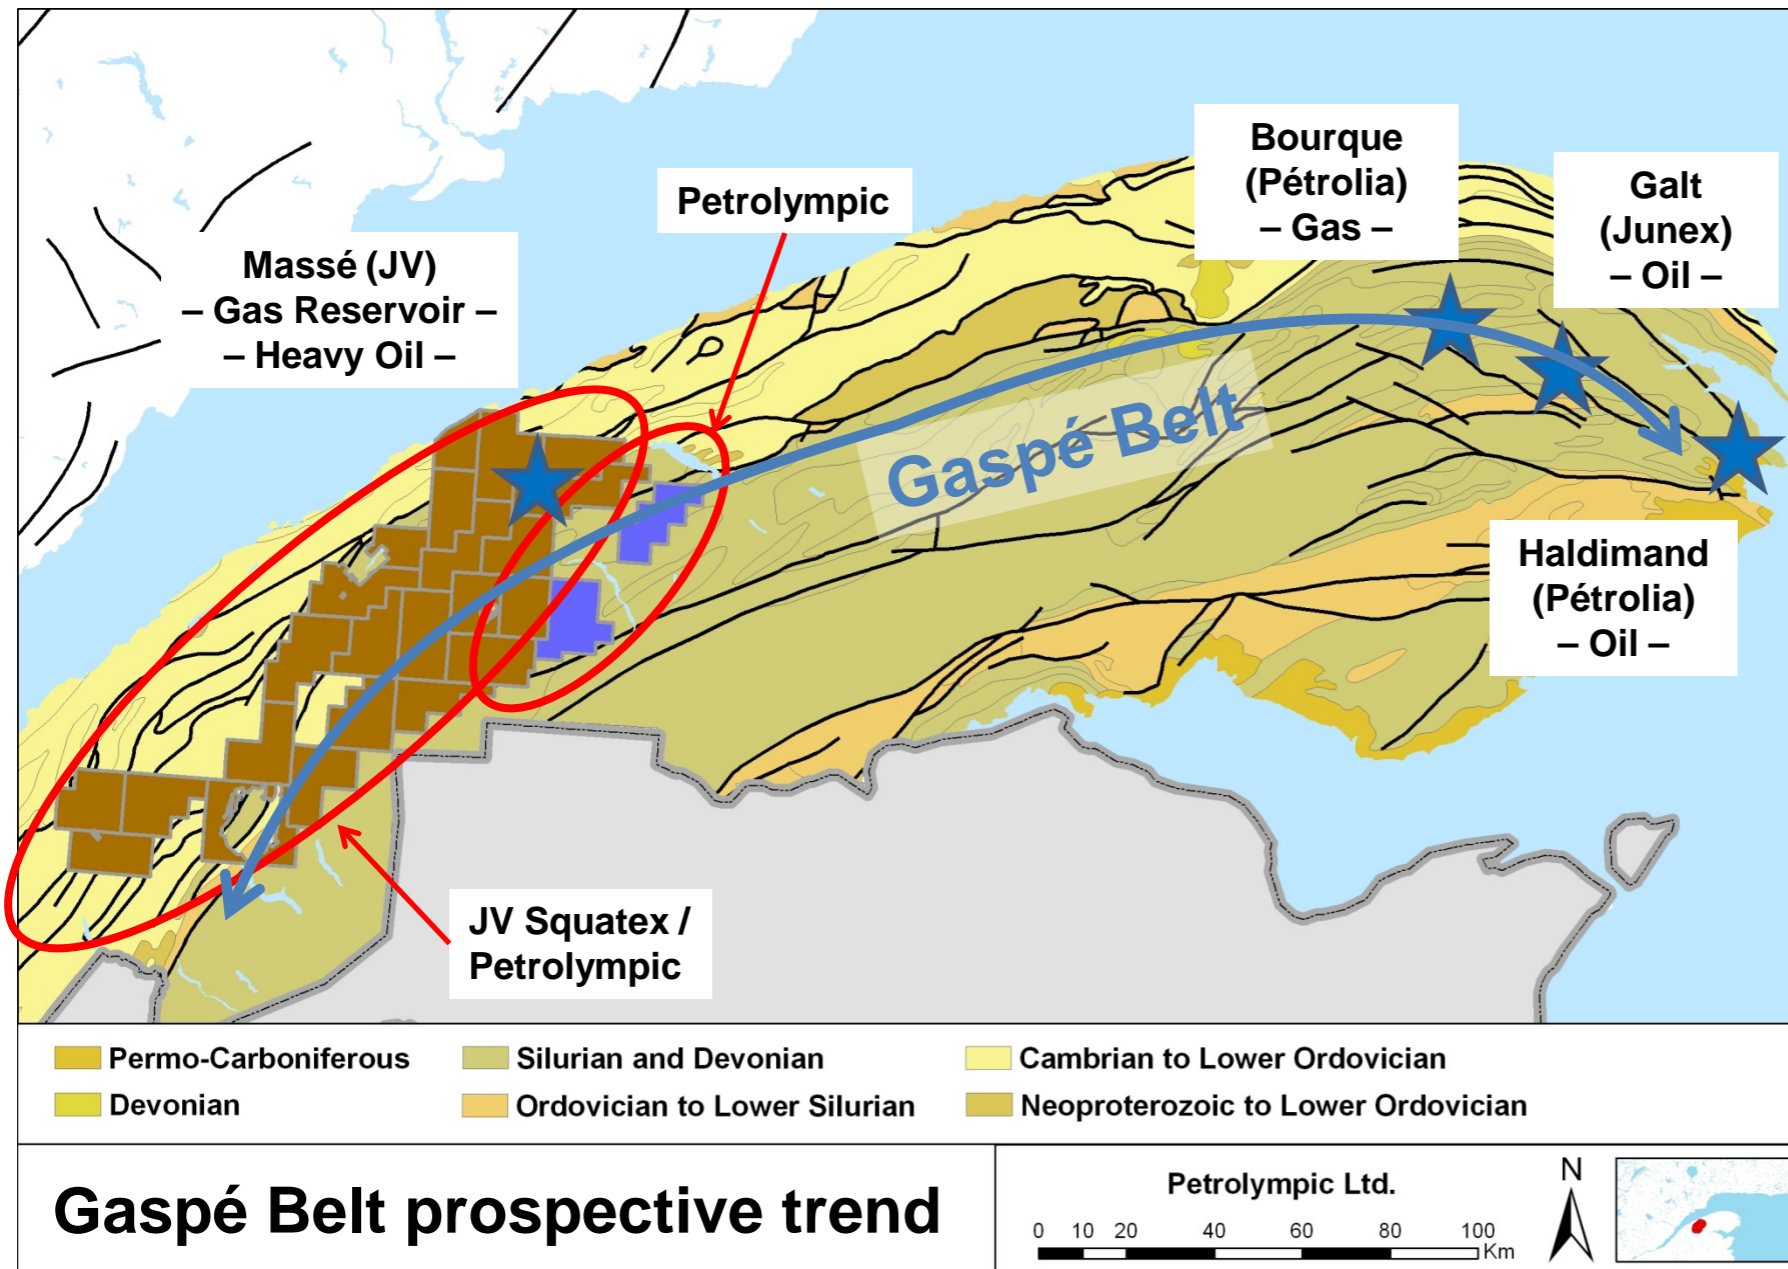 Bourque
(Pétrolia)
– Gas –
Galt
(Junex)
– Oil –
Petrolympic
Massé (JV)
– Gas Reservoir –
– Heavy Oil –
Gaspé Belt
Haldimand
(Pétrolia)
– Oil –
JV Squatex /
Petrolympic
Permo-Carboniferous
Silurian and Devonian
Cambrian to Lower Ordovician
Devonian
Ordovician to Lower Silurian
Neoproterozoic to Lower Ordovician
Gaspé Belt prospective trend
Petrolympic Ltd.
0 10 20 40 60 80 100
Km
N